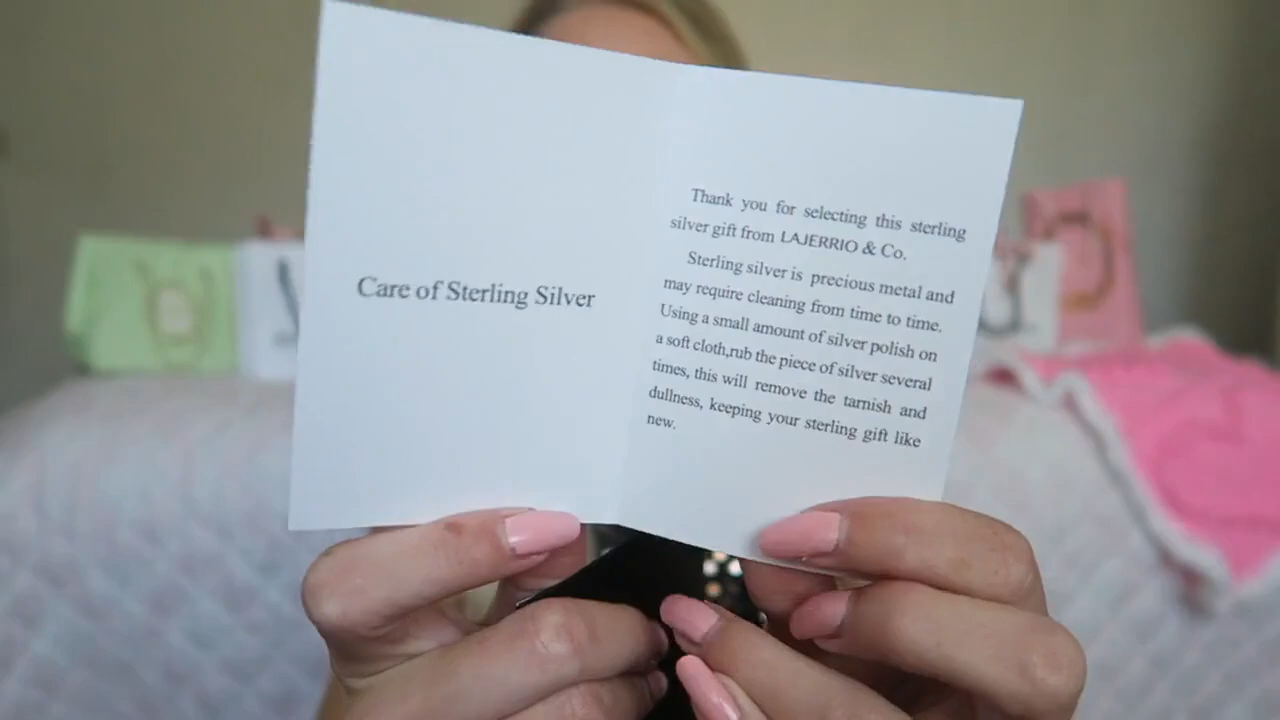 Care of Sterling Silver
Thank you for selecting this sterling
silver gift from LAJERRIO & Co.
Sterling silver is precious metal and
may require cleaning from time to time.
Using a small amount of silver polish on
a soft cloth,rub the piece of silver several
times, this will remove the tarnish and
dullness, keeping your sterling gift like
new.